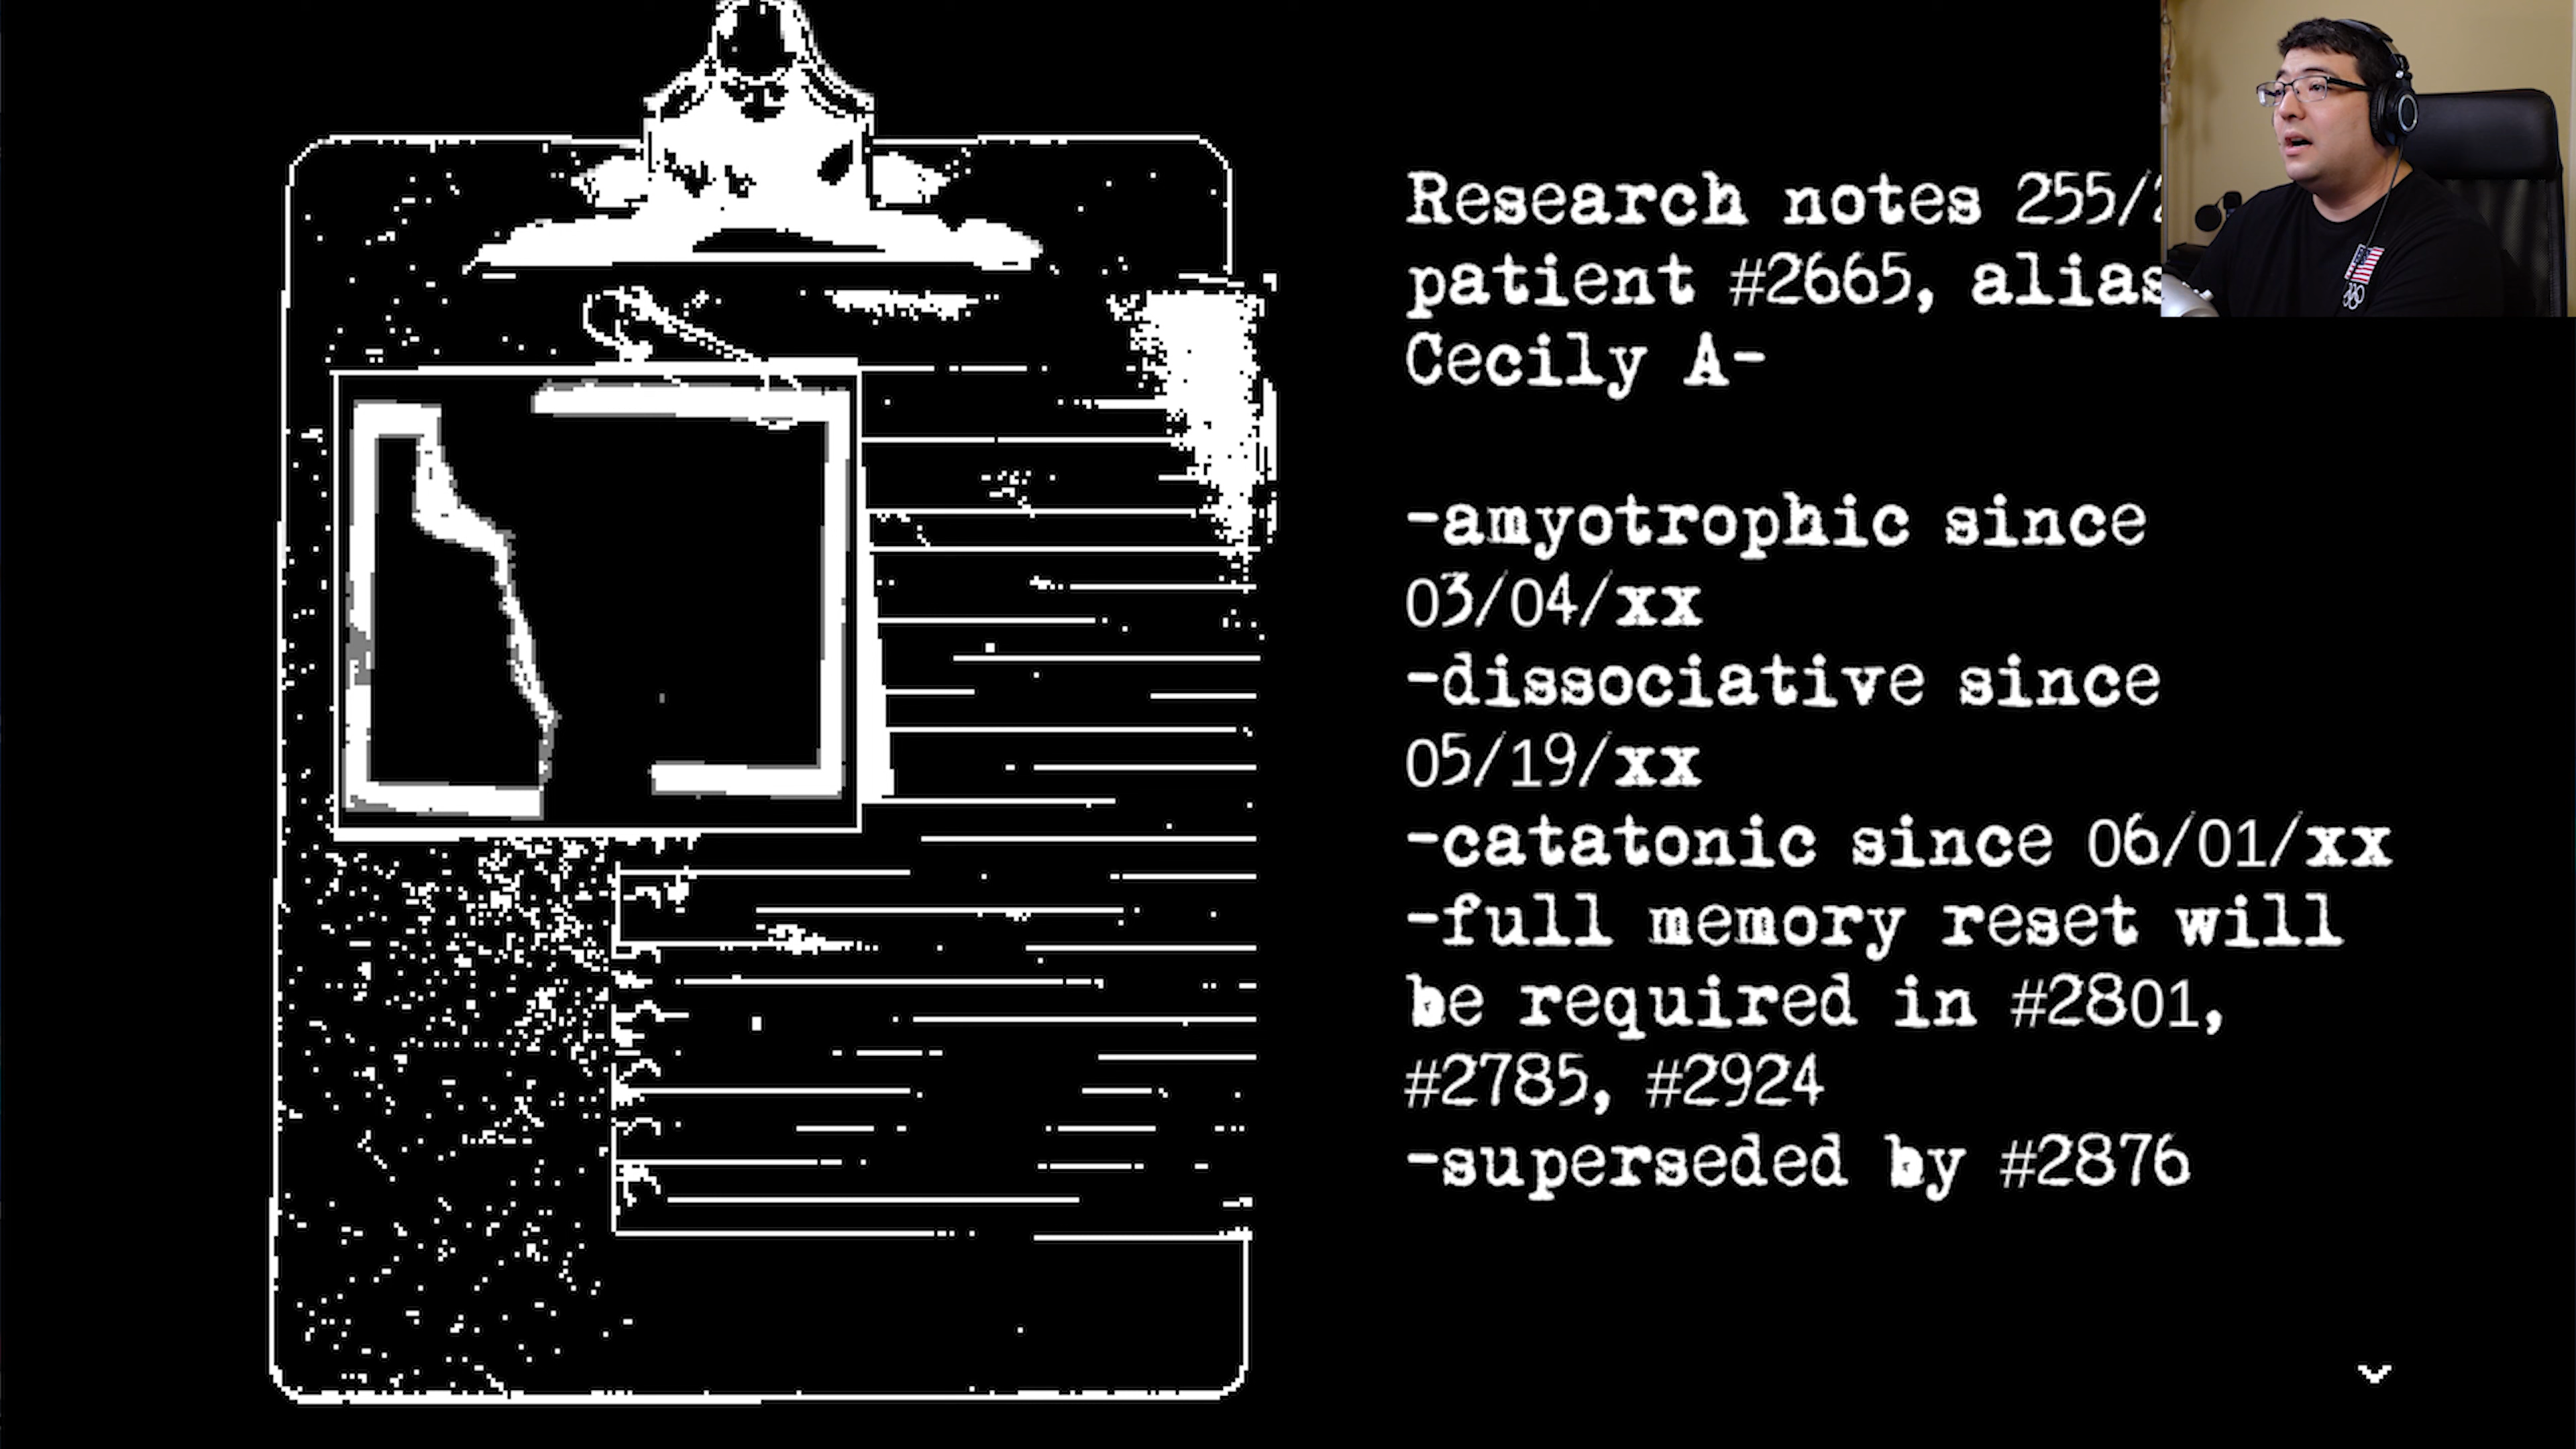 Research notes 255/
patient #2665, alias
Cecily A-
-amyotrophic since
03/04/xx
-dissociative since
05/19/xx
-catatonic since 06/01/xx
-full memory reset will
be required in #2801,
#2785, #2924
-superseded by #2876